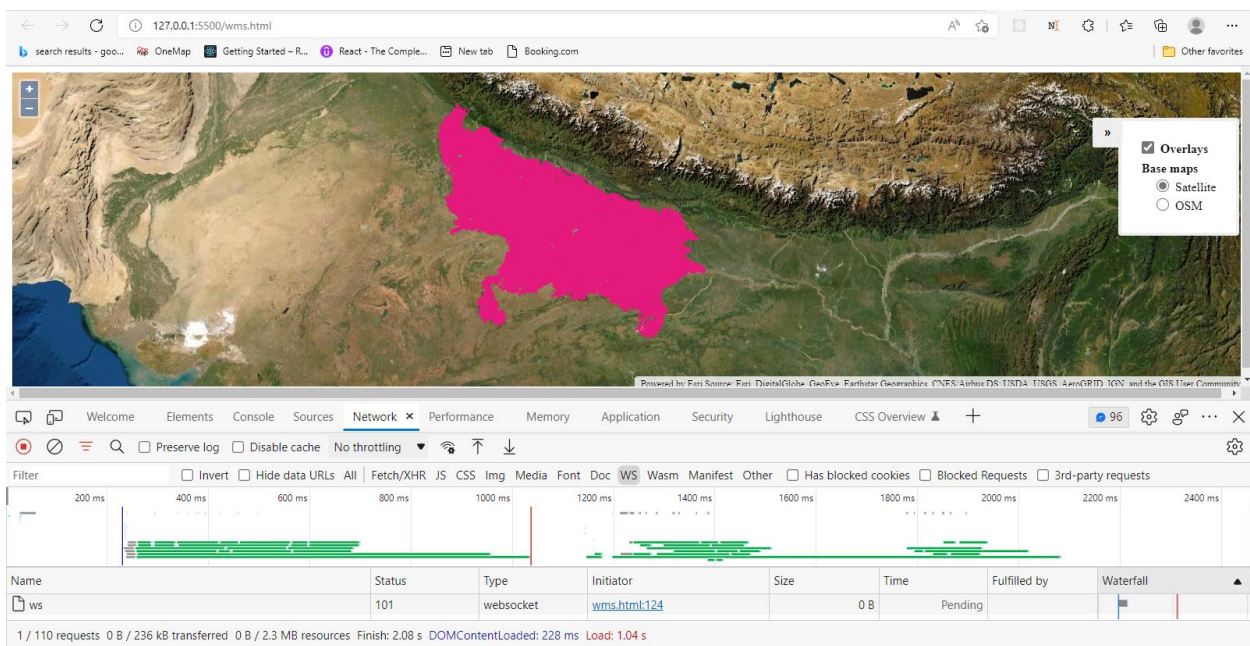 127.0.0.1:5500/wms.html
search results - goo... OneMap Getting Started – R... React - The Comple... New tab Booking.com Other favorites
+
−
»
Overlays
Base maps
Satellite
OSM
Powered by Esri Source: Esri, DigitalGlobe, GeoEye, Earthstar Geographics, CNES/Airbus DS, USDA, USGS, AeroGRID, IGN, and the GIS User Community
Welcome Elements Console Sources Network × Performance Memory Application Security Lighthouse CSS Overview + 96
Preserve log Disable cache No throttling
Filter Invert Hide data URLs All Fetch/XHR JS CSS Img Media Font Doc WS Wasm Manifest Other Has blocked cookies Blocked Requests 3rd-party requests
200 ms 400 ms 600 ms 800 ms 1000 ms 1200 ms 1400 ms 1600 ms 1800 ms 2000 ms 2200 ms 2400 ms
Name Status Type Initiator Size Time Fulfilled by Waterfall
ws 101 websocket wms.html:124 0 B Pending
1 / 110 requests 0 B / 236 kB transferred 0 B / 2.3 MB resources Finish: 2.08 s DOMContentLoaded: 228 ms Load: 1.04 s